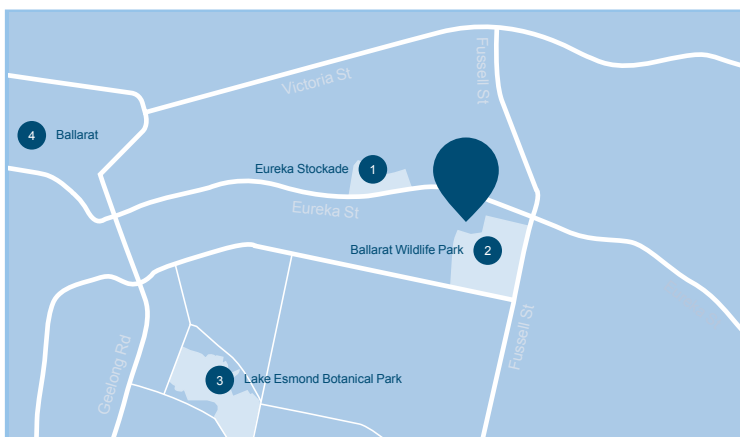 Victoria St
Fussell St
4 Ballarat
Eureka Stockade 1
Eureka St
Ballarat Wildlife Park 2
Fussell St
Geelong Rd
3 Lake Esmond Botanical Park